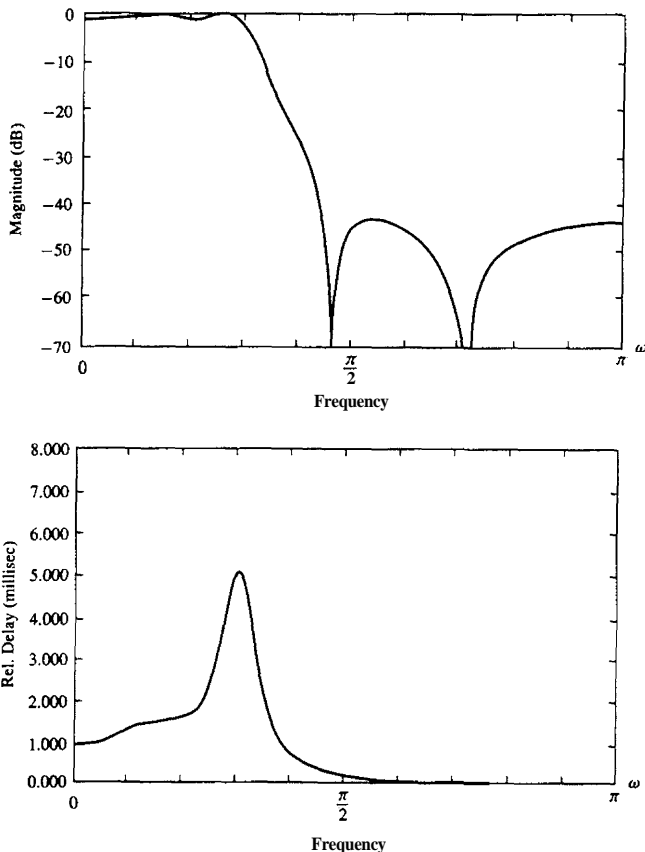 Magnitude (dB)
0
−10
−20
−30
−40
−50
−60
−70
0
π/2
π
ω
Frequency
Rel. Delay (millisec)
8.000
7.000
6.000
5.000
4.000
3.000
2.000
1.000
0.000
0
π/2
π
ω
Frequency